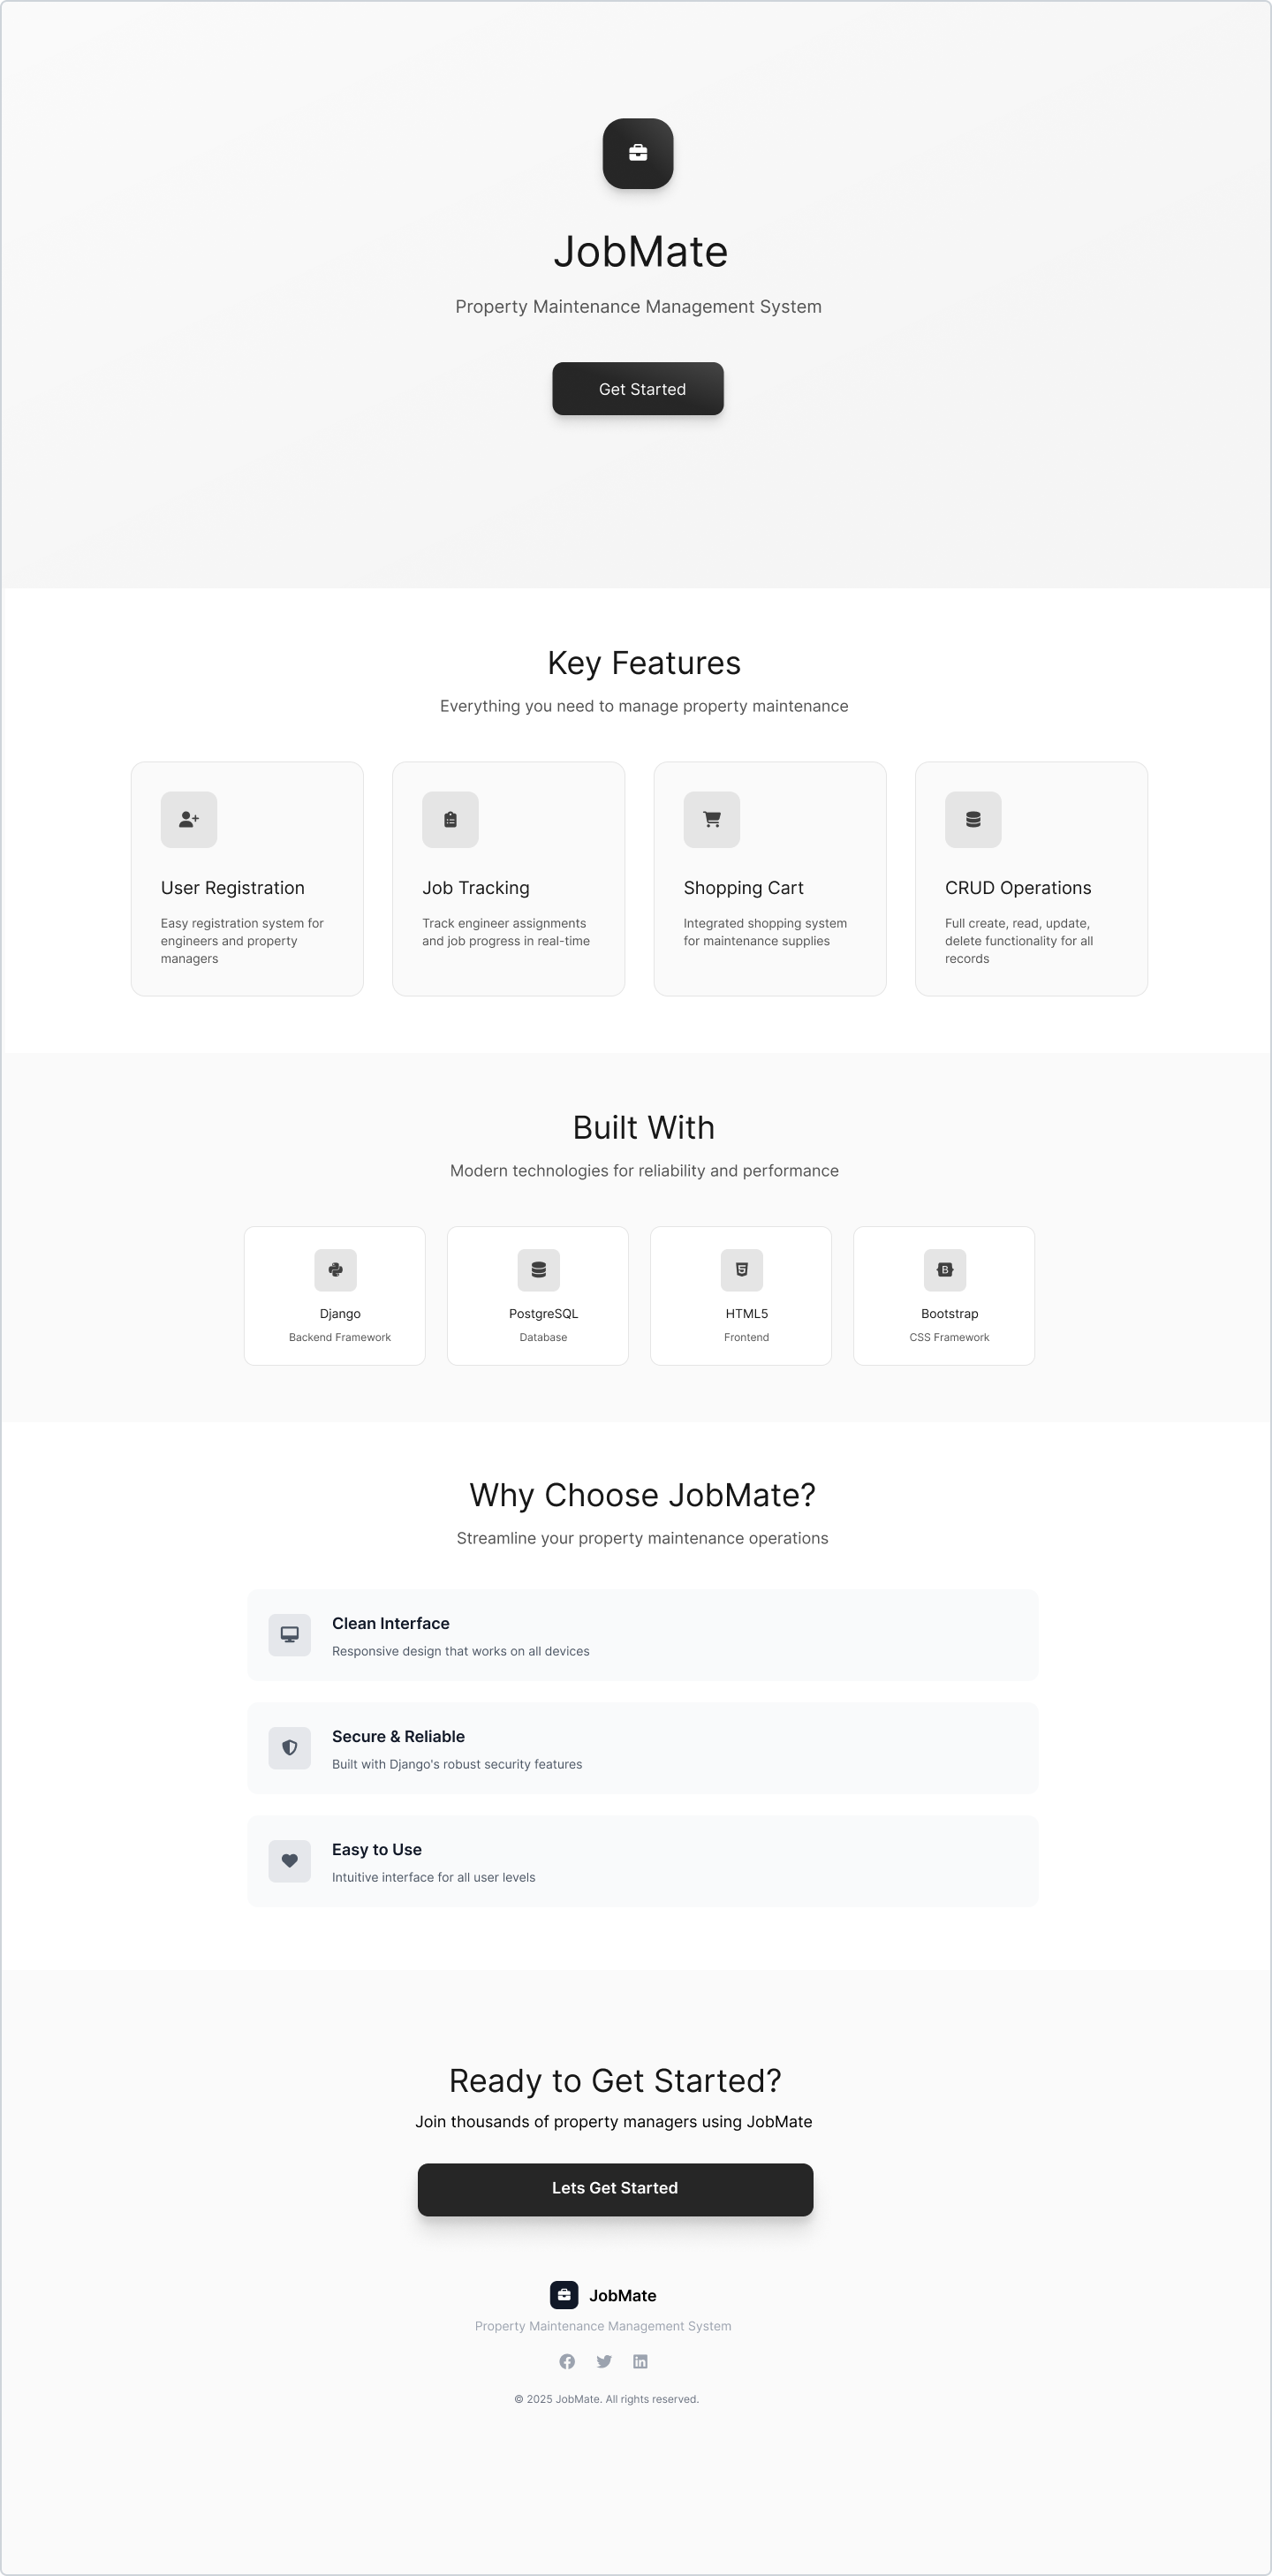 JobMate
Property Maintenance Management System
Get Started
Key Features
Everything you need to manage property maintenance
User Registration
Easy registration system for
engineers and property
managers
Job Tracking
Track engineer assignments
and job progress in real-time
Shopping Cart
Integrated shopping system
for maintenance supplies
CRUD Operations
Full create, read, update,
delete functionality for all
records
Built With
Modern technologies for reliability and performance
Django
Backend Framework
PostgreSQL
Database
HTML5
Frontend
Bootstrap
CSS Framework
Why Choose JobMate?
Streamline your property maintenance operations
Clean Interface
Responsive design that works on all devices
Secure & Reliable
Built with Django's robust security features
Easy to Use
Intuitive interface for all user levels
Ready to Get Started?
Join thousands of property managers using JobMate
Lets Get Started
JobMate
Property Maintenance Management System
© 2025 JobMate. All rights reserved.